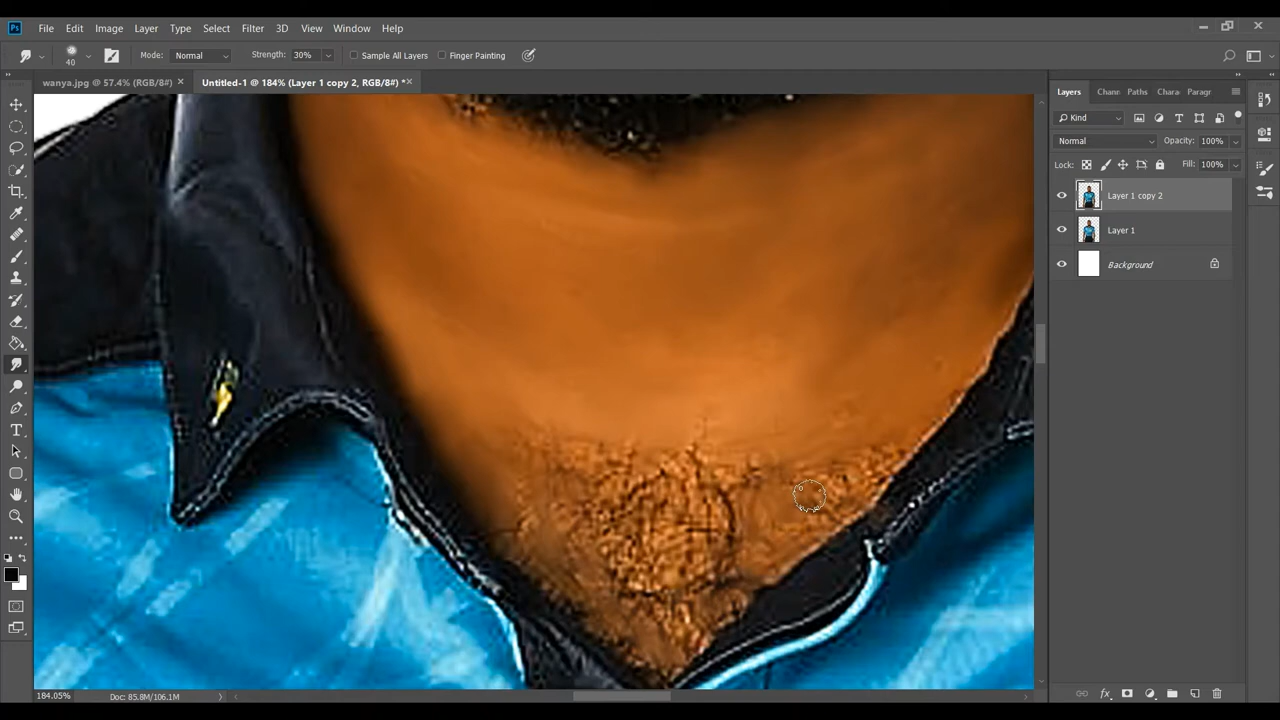 Ps File Edit Image Layer Type Select Filter 3D View Window Help
40 Mode: Normal Strength: 30% Sample All Layers Finger Painting
wanya.jpg @ 57.4% (RGB/8#) × Untitled-1 @ 184% (Layer 1 copy 2, RGB/8#) * ×
Layers Chann Paths Chara Paragr
Kind
Normal Opacity: 100%
Lock: Fill: 100%
Layer 1 copy 2
Layer 1
Background
184.05% Doc: 85.8M/106.1M